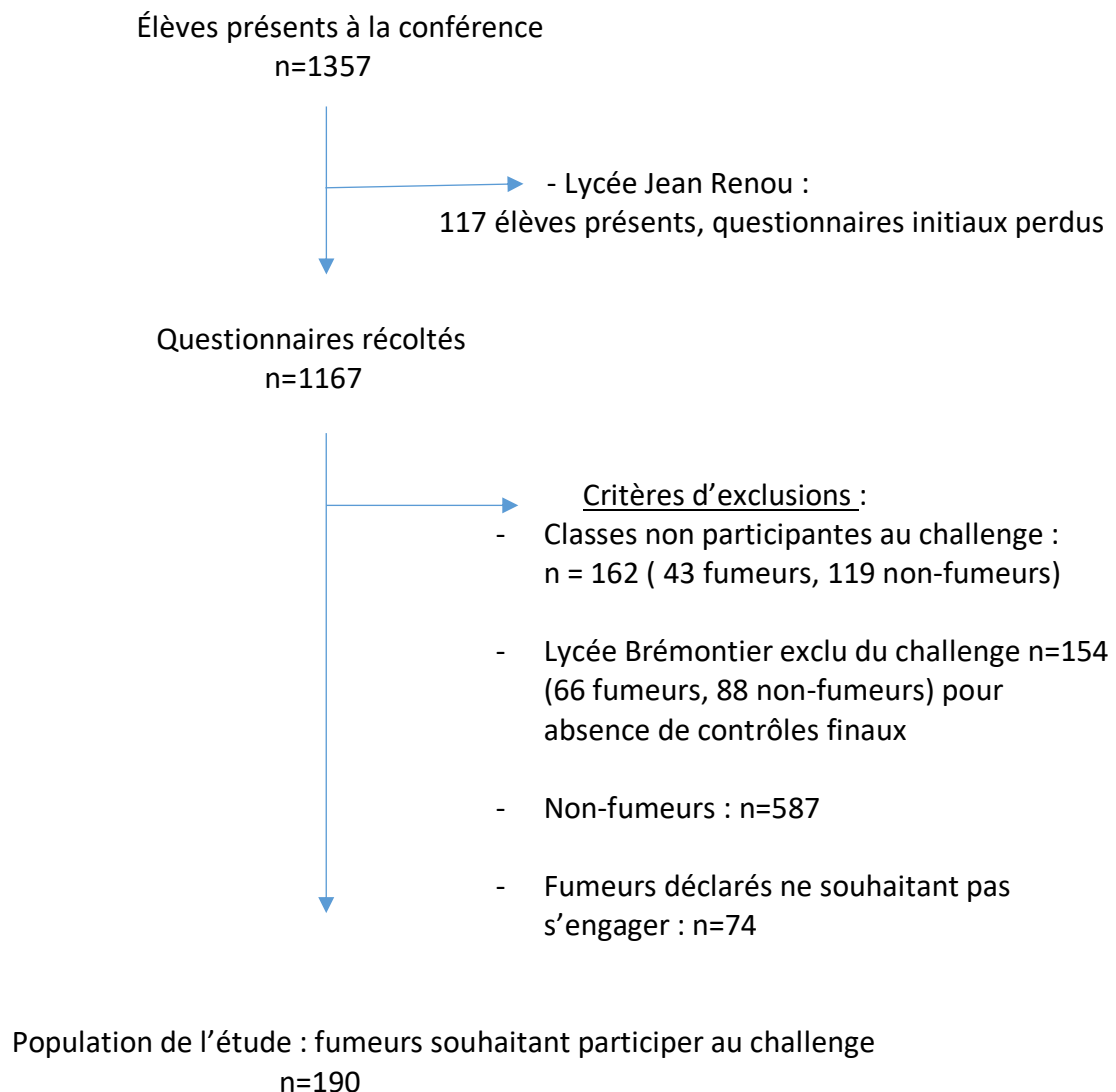 Élèves présents à la conférence
n=1357
- Lycée Jean Renou :
117 élèves présents, questionnaires initiaux perdus
Questionnaires récoltés
n=1167
Critères d’exclusions :
- Classes non participantes au challenge :
n = 162 ( 43 fumeurs, 119 non-fumeurs)
- Lycée Brémontier exclu du challenge n=154
(66 fumeurs, 88 non-fumeurs) pour
absence de contrôles finaux
- Non-fumeurs : n=587
- Fumeurs déclarés ne souhaitant pas
s’engager : n=74
Population de l’étude : fumeurs souhaitant participer au challenge
n=190